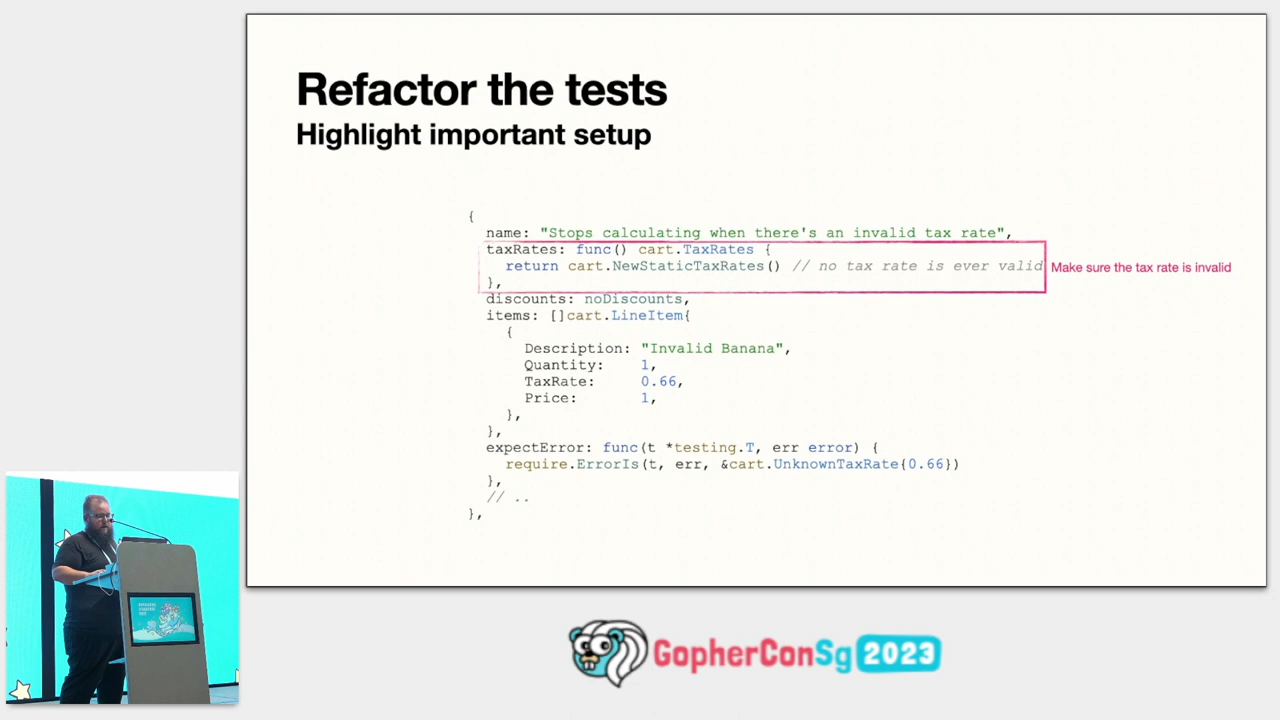 Refactor the tests
Highlight important setup
{
name: "Stops calculating when there's an invalid tax rate",
taxRates: func() cart.TaxRates {
return cart.NewStaticTaxRates() // no tax rate is ever valid
},
Make sure the tax rate is invalid
discounts: noDiscounts,
items: []cart.LineItem{
{
Description: "Invalid Banana",
Quantity: 1,
TaxRate: 0.66,
Price: 1,
},
},
expectError: func(t *testing.T, err error) {
require.ErrorIs(t, err, &cart.UnknownTaxRate{0.66})
},
// ..
},
GopherConSg 2023